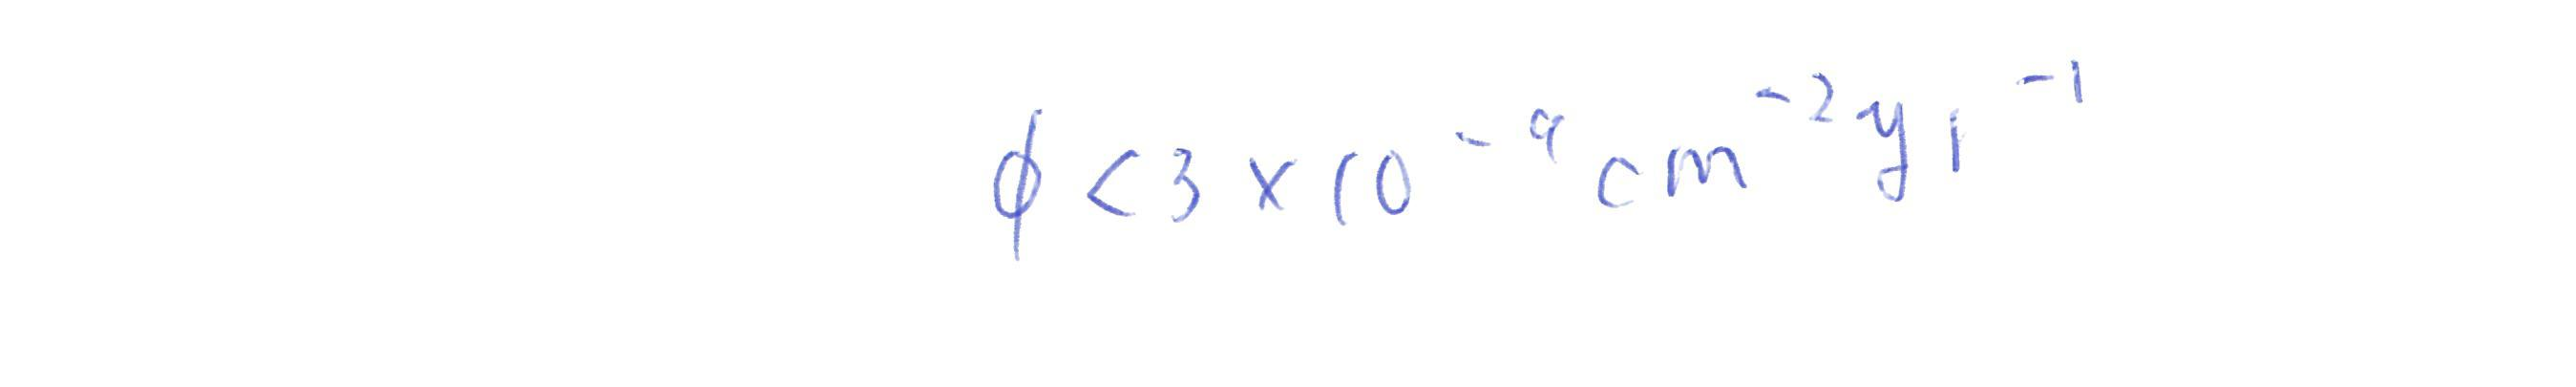 ϕ < 3 × 10⁻⁹ cm⁻² yr⁻¹